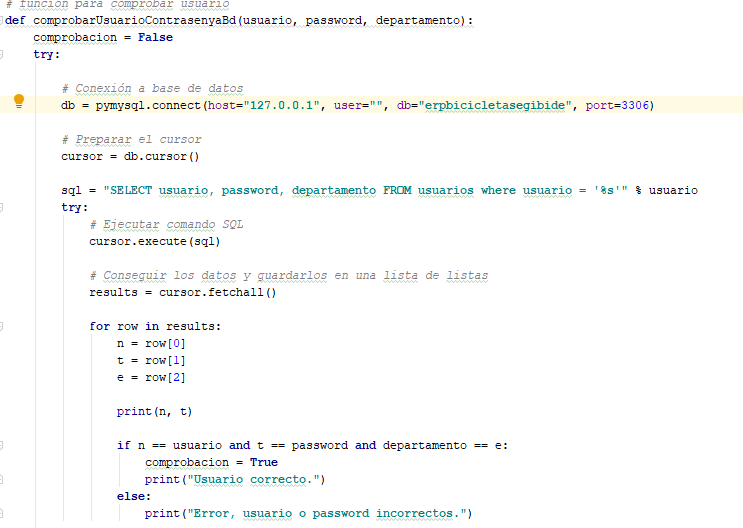 # funcion para comprobar usuario
def comprobarUsuarioContrasenyaBd(usuario, password, departamento):
comprobacion = False
try:
# Conexión a base de datos
db = pymysql.connect(host="127.0.0.1", user="", db="erpbicicletasegibide", port=3306)
# Preparar el cursor
cursor = db.cursor()
sql = "SELECT usuario, password, departamento FROM usuarios where usuario = '%s'" % usuario
try:
# Ejecutar comando SQL
cursor.execute(sql)
# Conseguir los datos y guardarlos en una lista de listas
results = cursor.fetchall()
for row in results:
n = row[0]
t = row[1]
e = row[2]
print(n, t)
if n == usuario and t == password and departamento == e:
comprobacion = True
print("Usuario correcto.")
else:
print("Error, usuario o password incorrectos.")